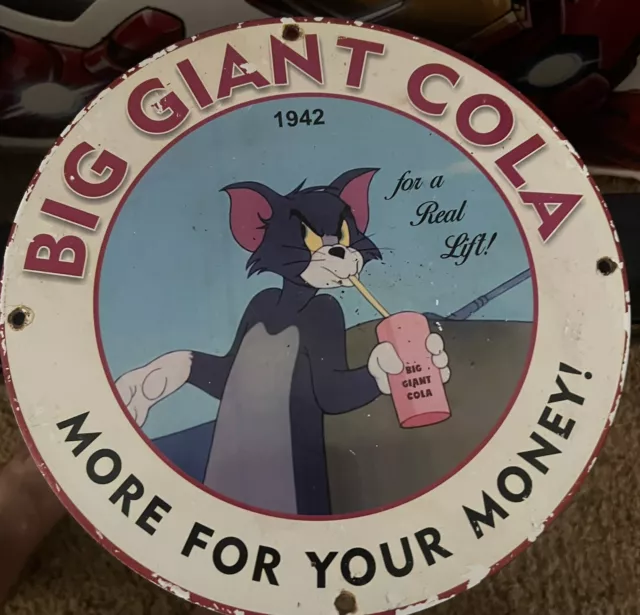 BIG GIANT COLA
1942
for a
Real
Lift!
BIG
GIANT
COLA
MORE FOR YOUR MONEY!